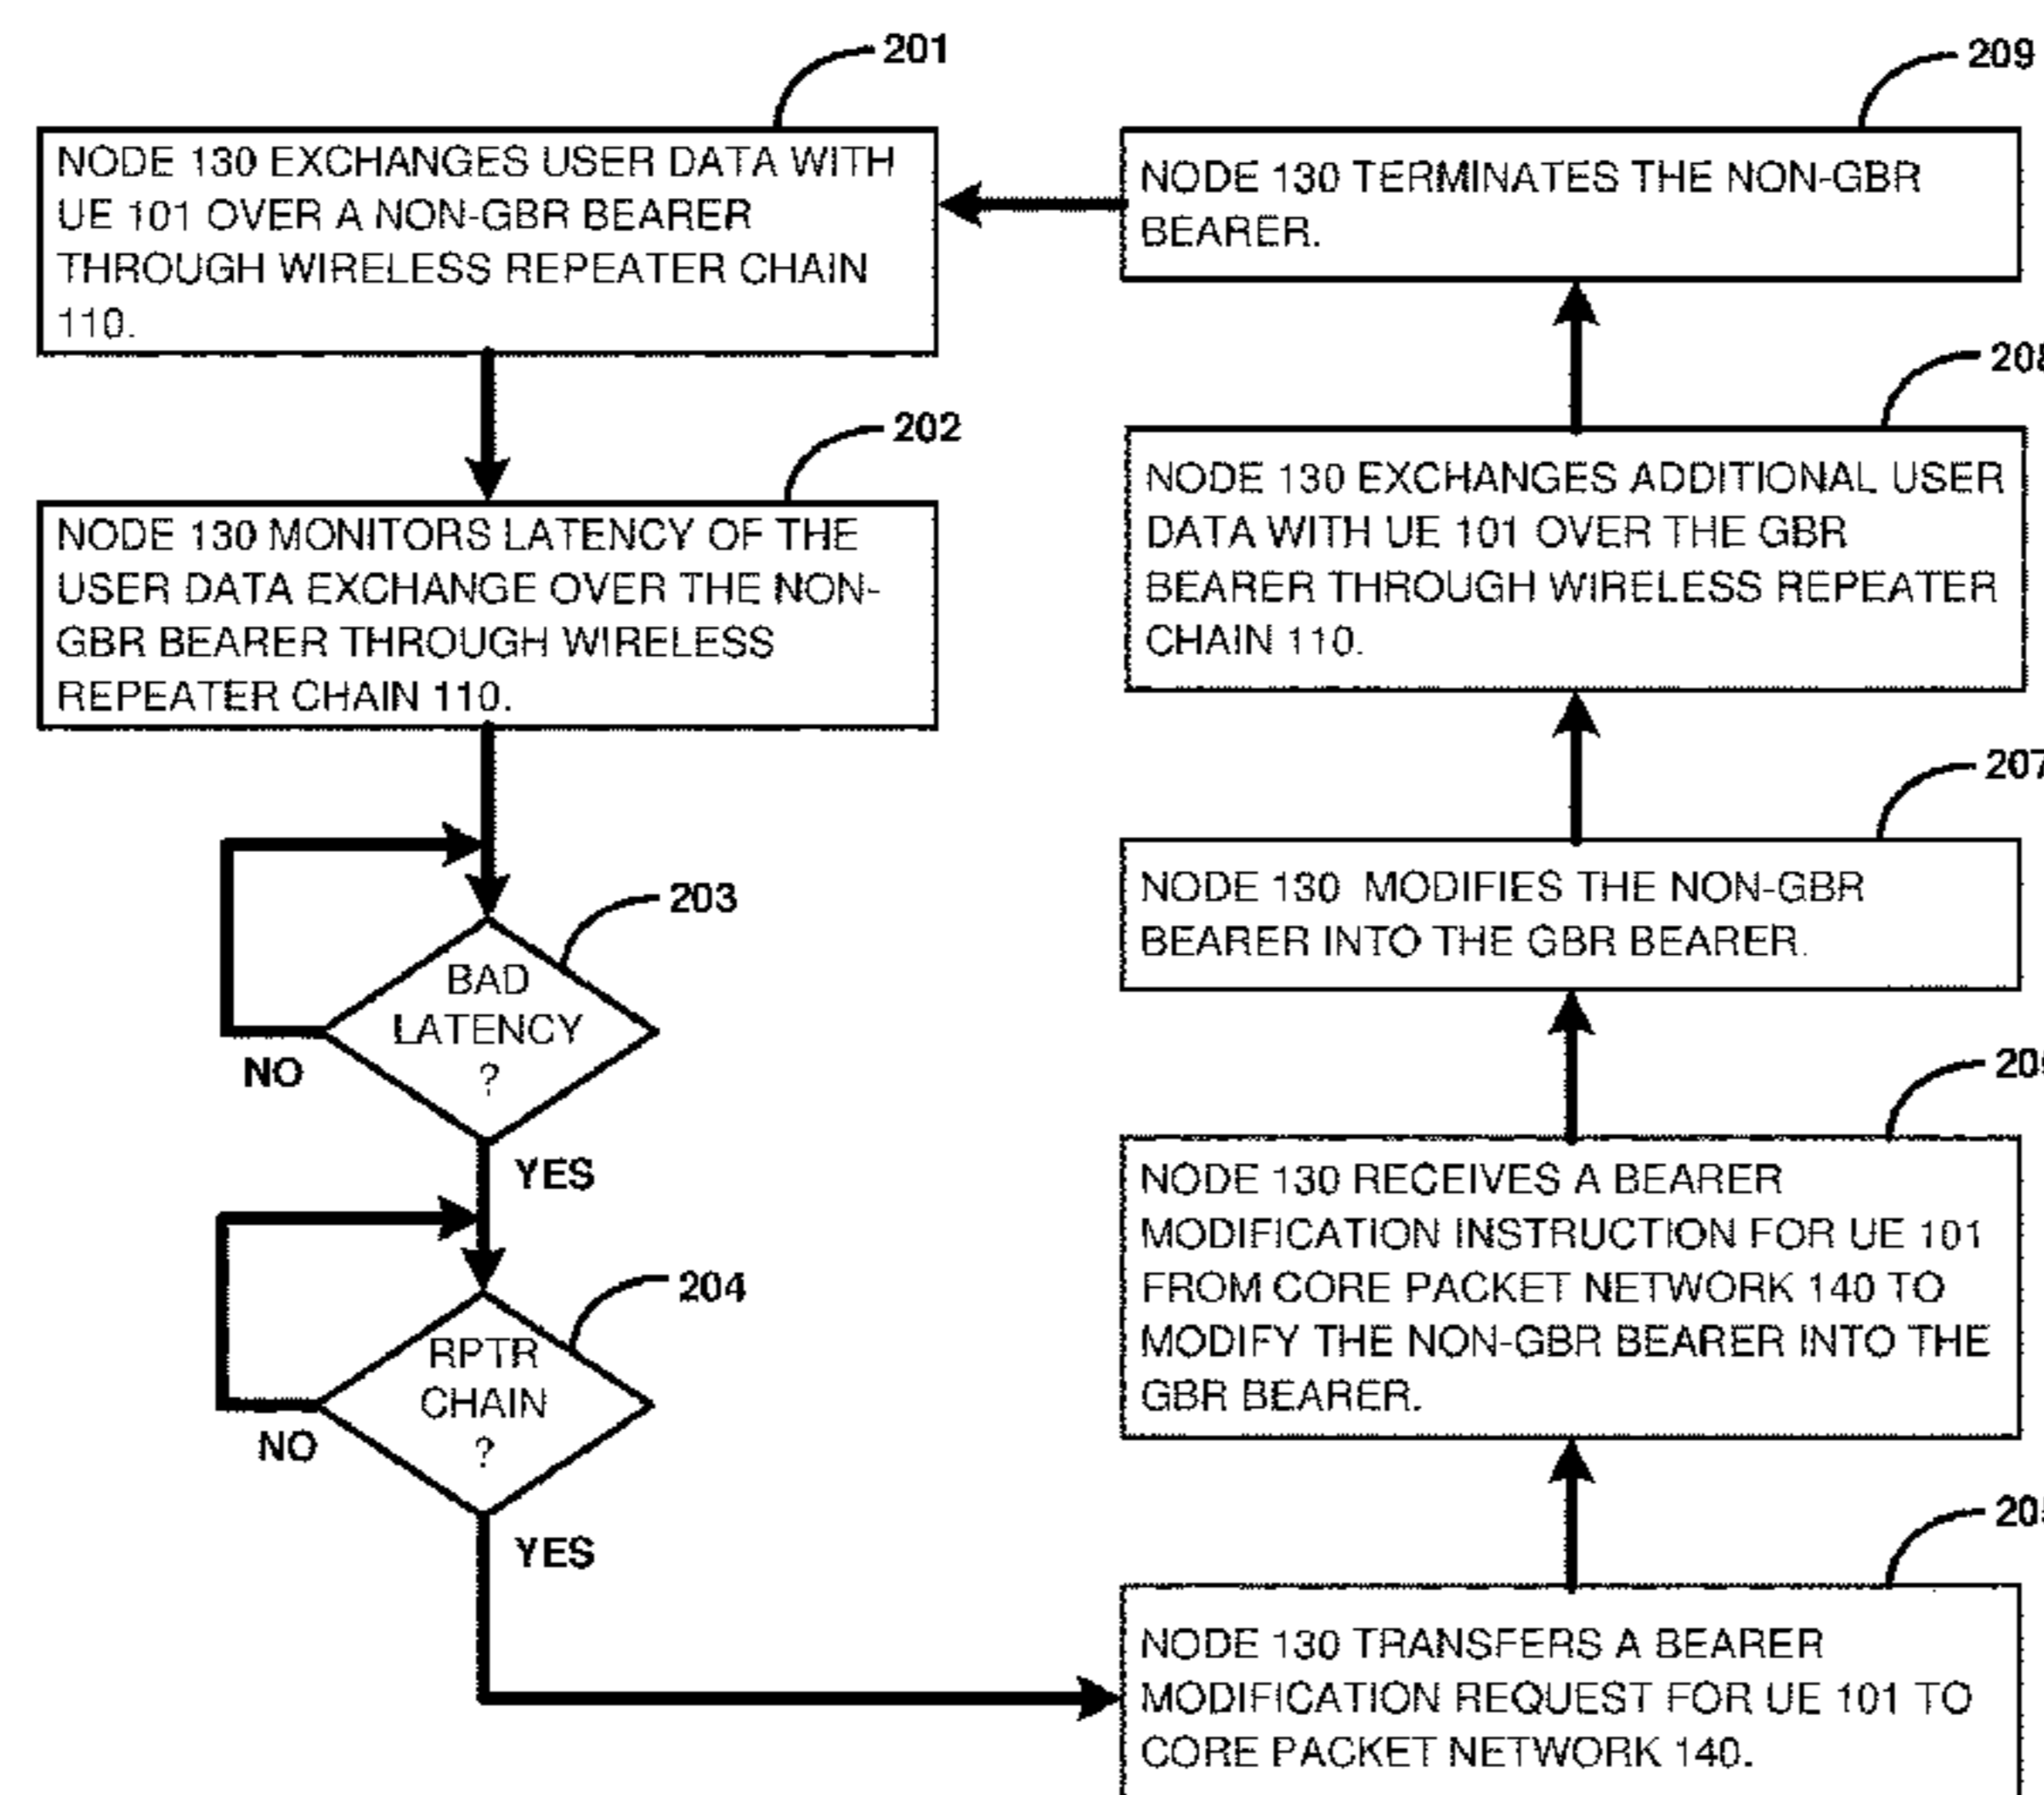 201
NODE 130 EXCHANGES USER DATA WITH
UE 101 OVER A NON-GBR BEARER
THROUGH WIRELESS REPEATER CHAIN
110.
202
NODE 130 MONITORS LATENCY OF THE
USER DATA EXCHANGE OVER THE NON-
GBR BEARER THROUGH WIRELESS
REPEATER CHAIN 110.
203
BAD
LATENCY
?
NO
YES
204
RPTR
CHAIN
?
NO
YES
209
NODE 130 TERMINATES THE NON-GBR
BEARER.
208
NODE 130 EXCHANGES ADDITIONAL USER
DATA WITH UE 101 OVER THE GBR
BEARER THROUGH WIRELESS REPEATER
CHAIN 110.
207
NODE 130 MODIFIES THE NON-GBR
BEARER INTO THE GBR BEARER.
NODE 130 RECEIVES A BEARER
MODIFICATION INSTRUCTION FOR UE 101
FROM CORE PACKET NETWORK 140 TO
MODIFY THE NON-GBR BEARER INTO THE
GBR BEARER.
NODE 130 TRANSFERS A BEARER
MODIFICATION REQUEST FOR UE 101 TO
CORE PACKET NETWORK 140.